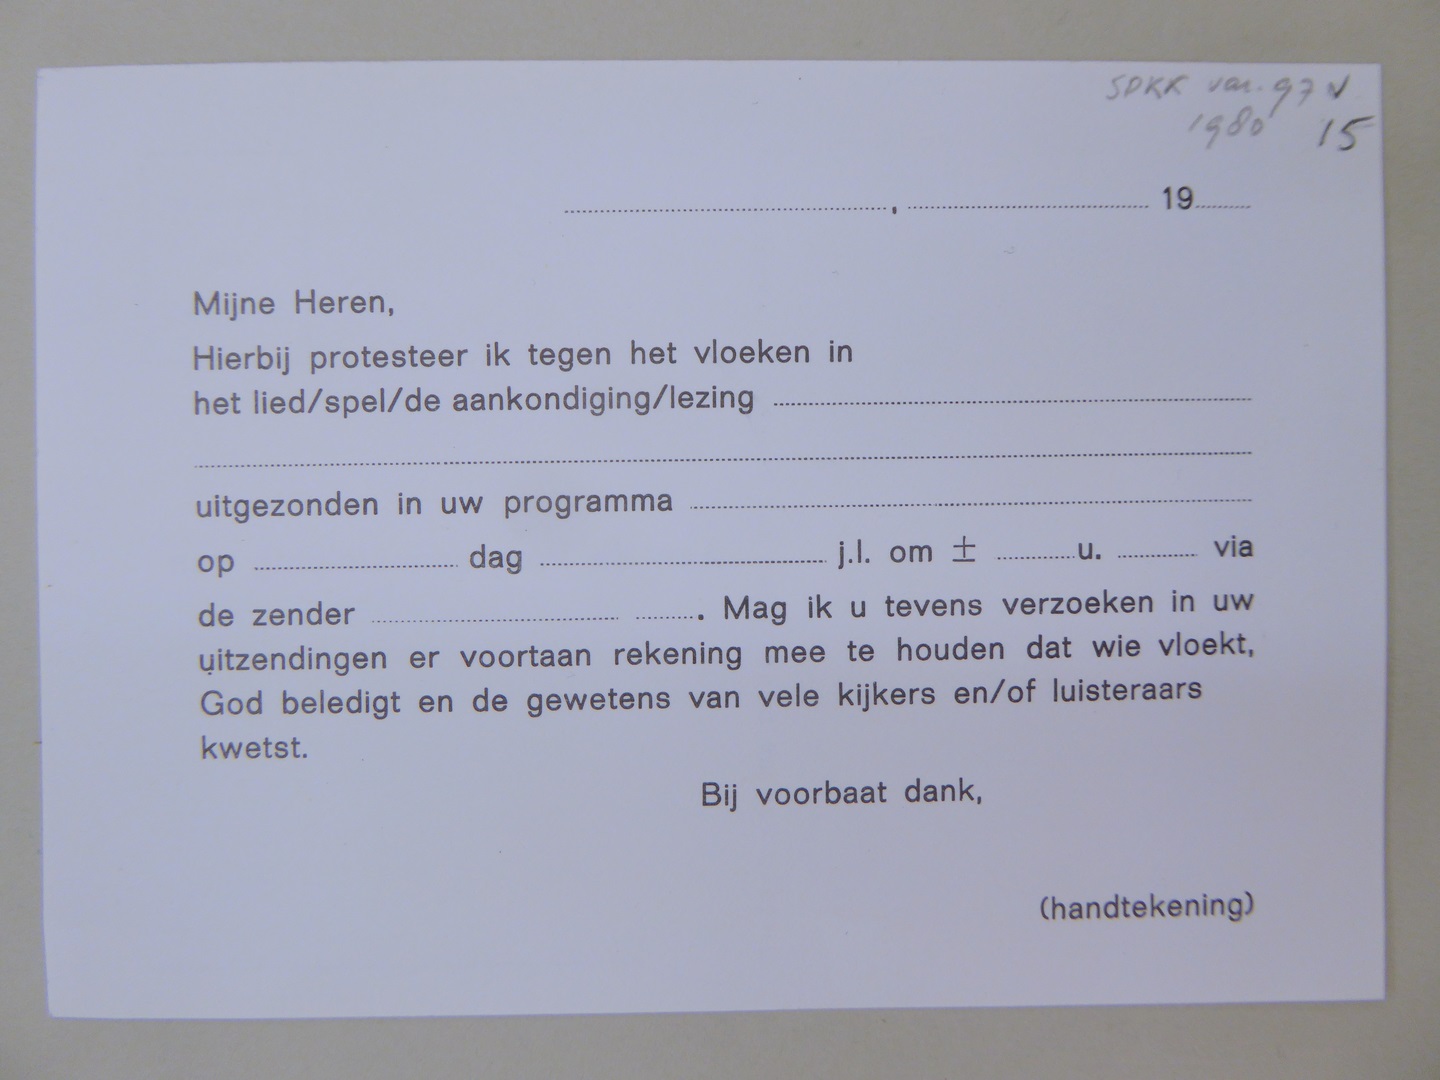 SPKK var. 97 V
1980 15
........................, ........................ 19......
Mijne Heren,
Hierbij protesteer ik tegen het vloeken in
het lied/spel/de aankondiging/lezing ........................
........................
uitgezonden in uw programma ........................
op ............ dag ............ j.l. om ± ......u. ...... via
de zender ............ ....... Mag ik u tevens verzoeken in uw
uitzendingen er voortaan rekening mee te houden dat wie vloekt,
God beledigt en de gewetens van vele kijkers en/of luisteraars
kwetst.
Bij voorbaat dank,
(handtekening)